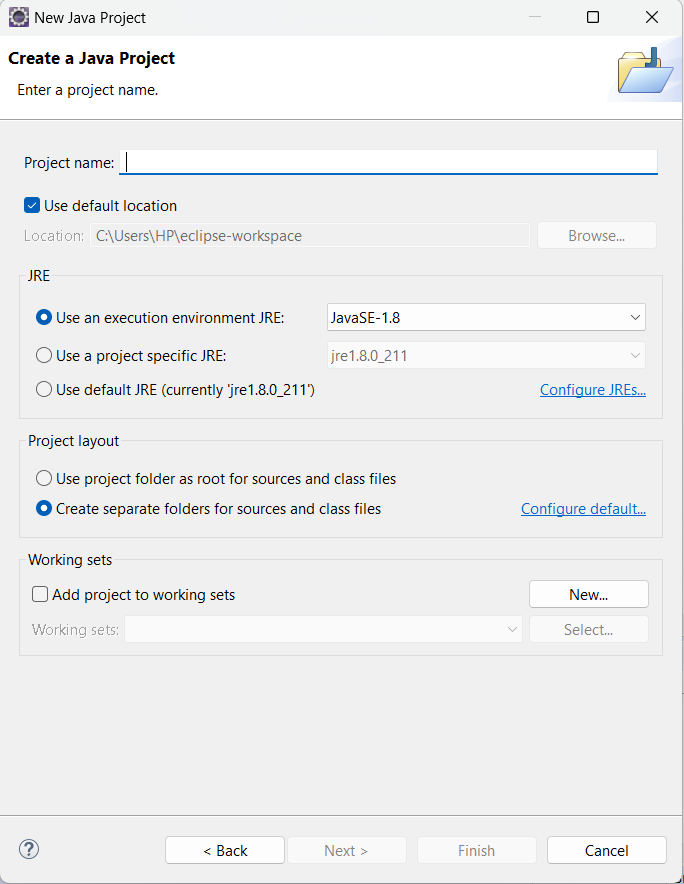 New Java Project
Create a Java Project
Enter a project name.
Project name:
Use default location
Location: C:\Users\HP\eclipse-workspace Browse...
JRE
Use an execution environment JRE: JavaSE-1.8
Use a project specific JRE: jre1.8.0_211
Use default JRE (currently 'jre1.8.0_211') Configure JREs...
Project layout
Use project folder as root for sources and class files
Create separate folders for sources and class files Configure default...
Working sets
Add project to working sets New...
Working sets: Select...
? < Back Next > Finish Cancel